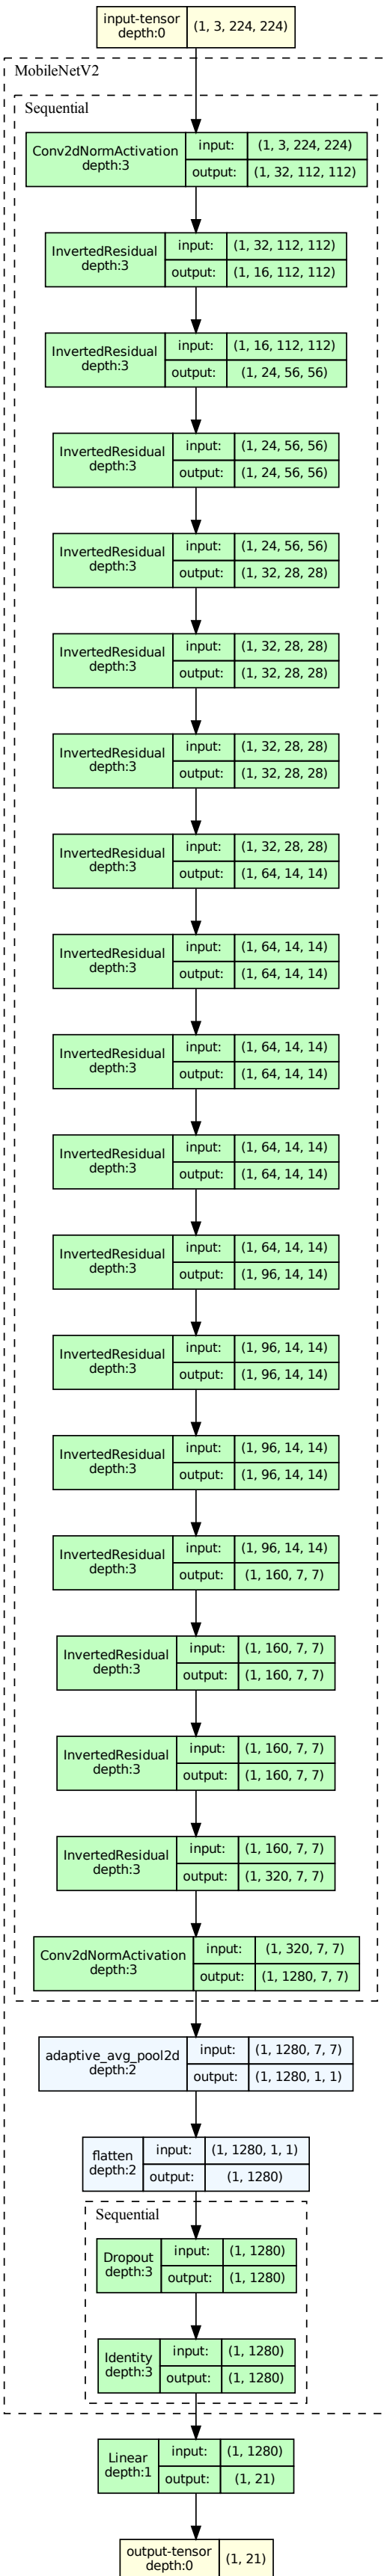 input-tensor
depth:0
(1, 3, 224, 224)
MobileNetV2
Sequential
Conv2dNormActivation
depth:3
input:
(1, 3, 224, 224)
output:
(1, 32, 112, 112)
InvertedResidual
depth:3
input:
(1, 32, 112, 112)
output:
(1, 16, 112, 112)
InvertedResidual
depth:3
input:
(1, 16, 112, 112)
output:
(1, 24, 56, 56)
InvertedResidual
depth:3
input:
(1, 24, 56, 56)
output:
(1, 24, 56, 56)
InvertedResidual
depth:3
input:
(1, 24, 56, 56)
output:
(1, 32, 28, 28)
InvertedResidual
depth:3
input:
(1, 32, 28, 28)
output:
(1, 32, 28, 28)
InvertedResidual
depth:3
input:
(1, 32, 28, 28)
output:
(1, 32, 28, 28)
InvertedResidual
depth:3
input:
(1, 32, 28, 28)
output:
(1, 64, 14, 14)
InvertedResidual
depth:3
input:
(1, 64, 14, 14)
output:
(1, 64, 14, 14)
InvertedResidual
depth:3
input:
(1, 64, 14, 14)
output:
(1, 64, 14, 14)
InvertedResidual
depth:3
input:
(1, 64, 14, 14)
output:
(1, 64, 14, 14)
InvertedResidual
depth:3
input:
(1, 64, 14, 14)
output:
(1, 96, 14, 14)
InvertedResidual
depth:3
input:
(1, 96, 14, 14)
output:
(1, 96, 14, 14)
InvertedResidual
depth:3
input:
(1, 96, 14, 14)
output:
(1, 96, 14, 14)
InvertedResidual
depth:3
input:
(1, 96, 14, 14)
output:
(1, 160, 7, 7)
InvertedResidual
depth:3
input:
(1, 160, 7, 7)
output:
(1, 160, 7, 7)
InvertedResidual
depth:3
input:
(1, 160, 7, 7)
output:
(1, 160, 7, 7)
InvertedResidual
depth:3
input:
(1, 160, 7, 7)
output:
(1, 320, 7, 7)
Conv2dNormActivation
depth:3
input:
(1, 320, 7, 7)
output:
(1, 1280, 7, 7)
adaptive_avg_pool2d
depth:2
input:
(1, 1280, 7, 7)
output:
(1, 1280, 1, 1)
flatten
depth:2
input:
(1, 1280, 1, 1)
output:
(1, 1280)
Sequential
Dropout
depth:3
input:
(1, 1280)
output:
(1, 1280)
Identity
depth:3
input:
(1, 1280)
output:
(1, 1280)
Linear
depth:1
input:
(1, 1280)
output:
(1, 21)
output-tensor
depth:0
(1, 21)